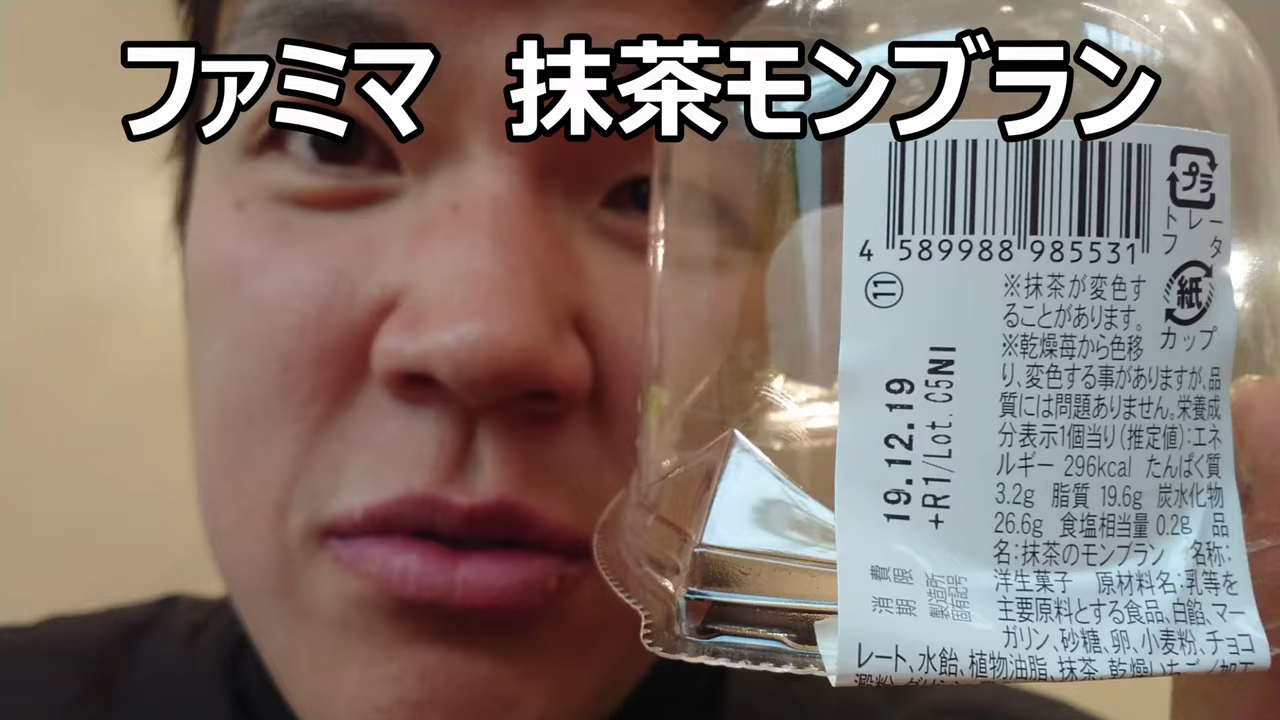 ファミマ 抹茶モンブラン
4 589988 985531
プラ
トレー
フタ
⑪
紙
カップ
※抹茶が変色す
ることがあります。
※乾燥苺から色移
り、変色する事がありますが、品
質には問題ありません。栄養成
分表示1個当り(推定値):エネ
ルギー 296kcal たんぱく質
3.2g 脂質 19.6g 炭水化物
26.6g 食塩相当量 0.2g 品
名:抹茶のモンブラン 名称:
洋生菓子 原材料名:乳等を
主要原料とする食品、白餡、マー
ガリン、砂糖、卵、小麦粉、チョコ
レート、水飴、植物油脂、抹茶、乾燥いちご/加工
消費期限
19.12.19
製造所固有記号
+R1/Lot.C5NI